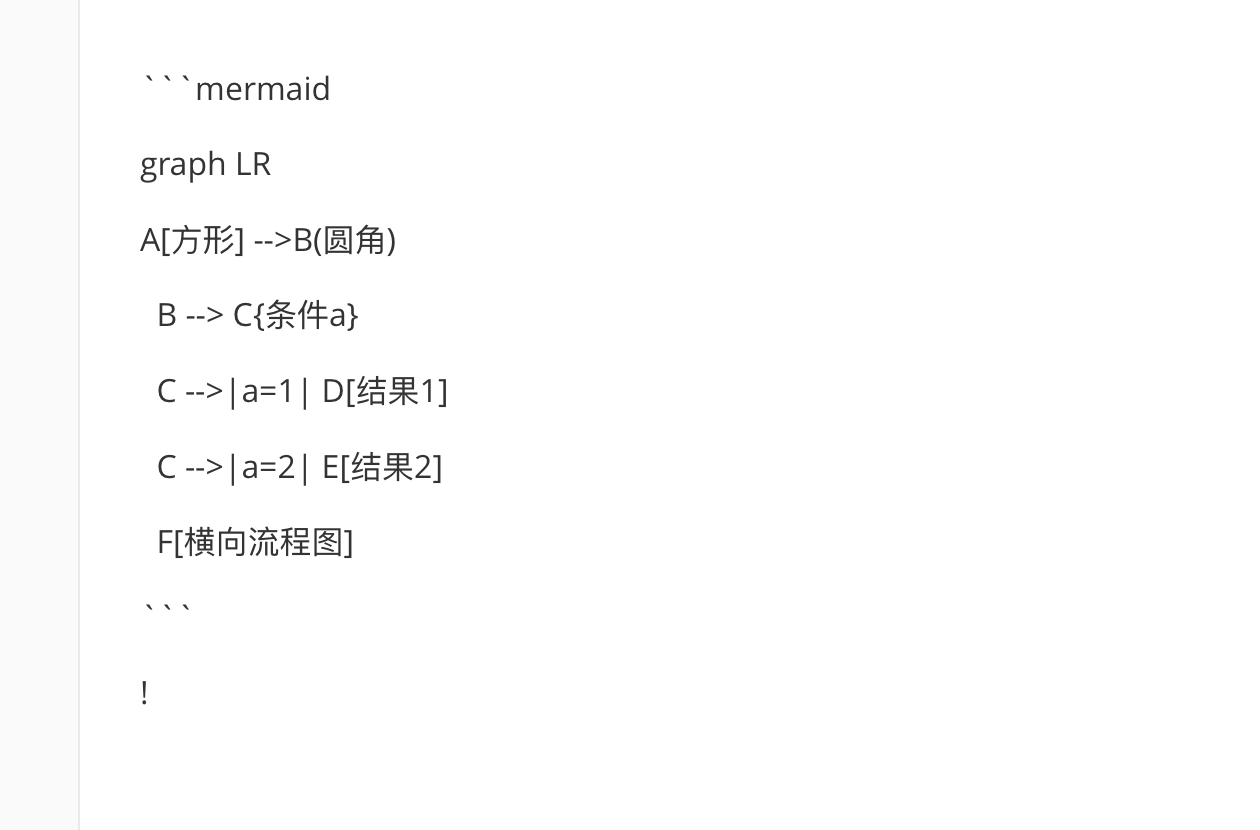 ```mermaid
graph LR
A[方形] -->B(圆角)
  B --> C{条件a}
  C -->|a=1| D[结果1]
  C -->|a=2| E[结果2]
  F[横向流程图]
```
!